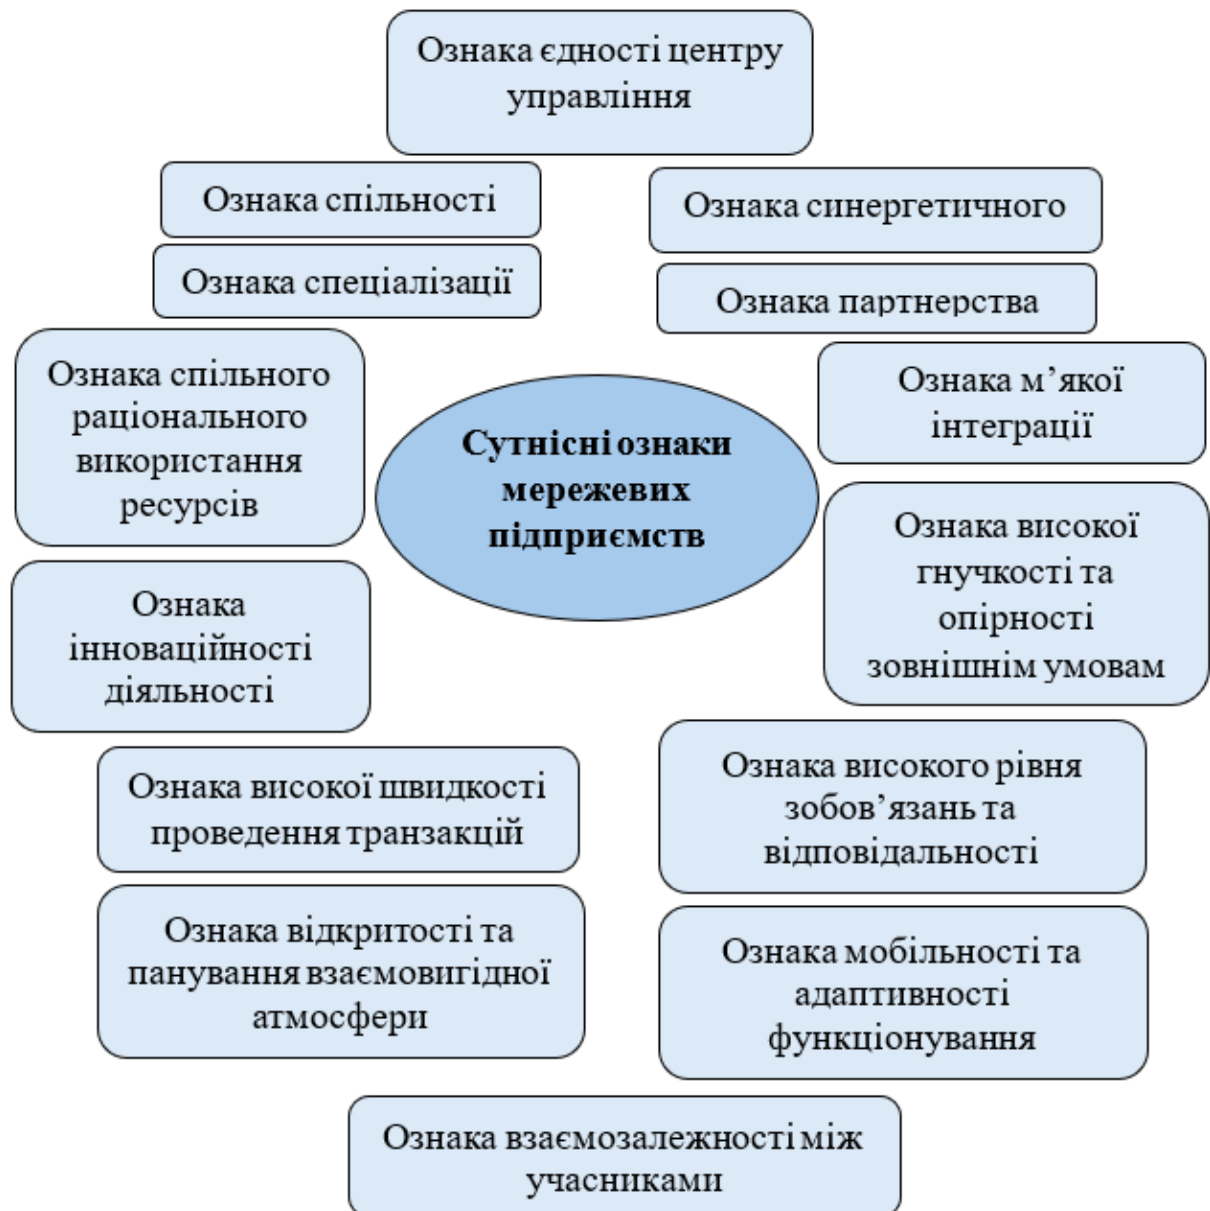 Ознака єдності центру
управління
Ознака спільності
Ознака синергетичного
Ознака спеціалізації
Ознака партнерства
Ознака спільного
раціонального
використання
ресурсів
Сутнісні ознаки
мережевих
підприємств
Ознака м’якої
інтеграції
Ознака високої
гнучкості та
опірності
зовнішнім умовам
Ознака
інноваційності
діяльності
Ознака високої швидкості
проведення транзакцій
Ознака високого рівня
зобов’язань та
відповідальності
Ознака відкритості та
панування взаємовигідної
атмосфери
Ознака мобільності та
адаптивності
функціонування
Ознака взаємозалежності між
учасниками